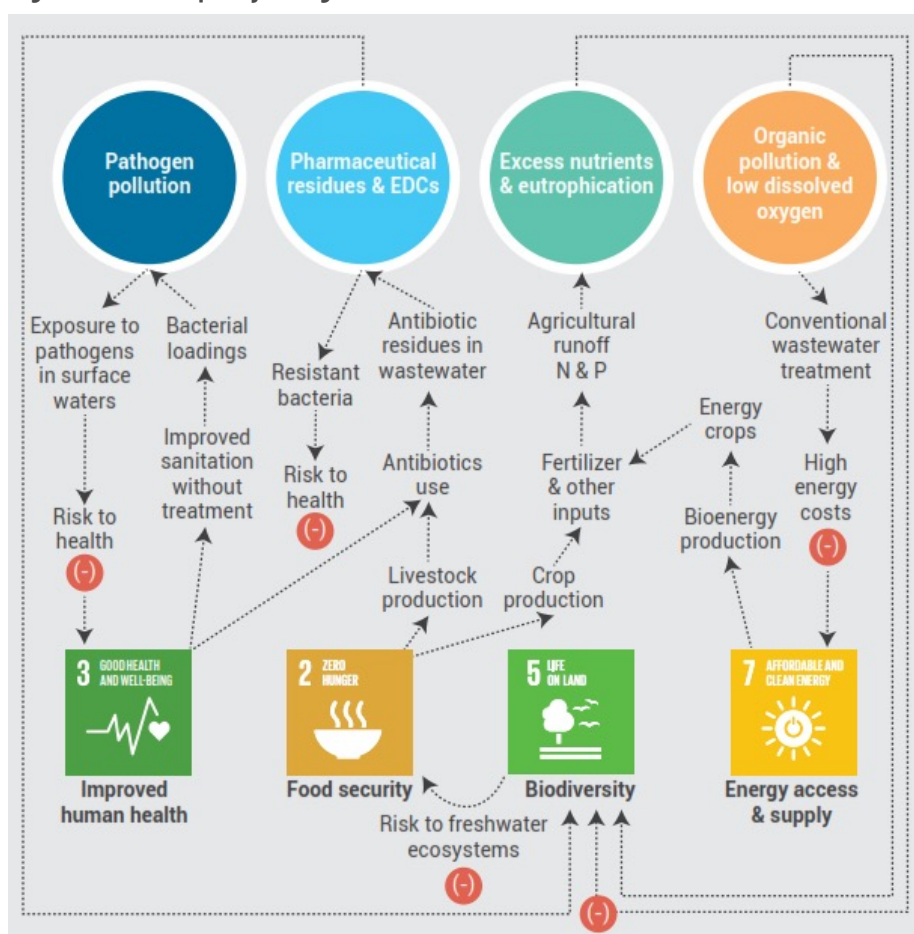 Pathogen
pollution
Pharmaceutical
residues & EDCs
Excess nutrients
& eutrophication
Organic
pollution &
low dissolved
oxygen
Exposure to
pathogens
in surface
waters
Bacterial
loadings
Resistant
bacteria
Antibiotic
residues in
wastewater
Agricultural
runoff
N & P
Conventional
wastewater
treatment
Energy
crops
Improved
sanitation
without
treatment
Risk to
health
(-)
Antibiotics
use
Fertilizer
& other
inputs
High
energy
costs
(-)
Risk to
health
(-)
Bioenergy
production
Livestock
production
Crop
production
3 GOOD HEALTH
AND WELL-BEING
2 ZERO
HUNGER
5 LIFE
ON LAND
7 AFFORDABLE AND
CLEAN ENERGY
Improved
human health
Food security
Biodiversity
Energy access
& supply
Risk to freshwater
ecosystems
(-)
(-)